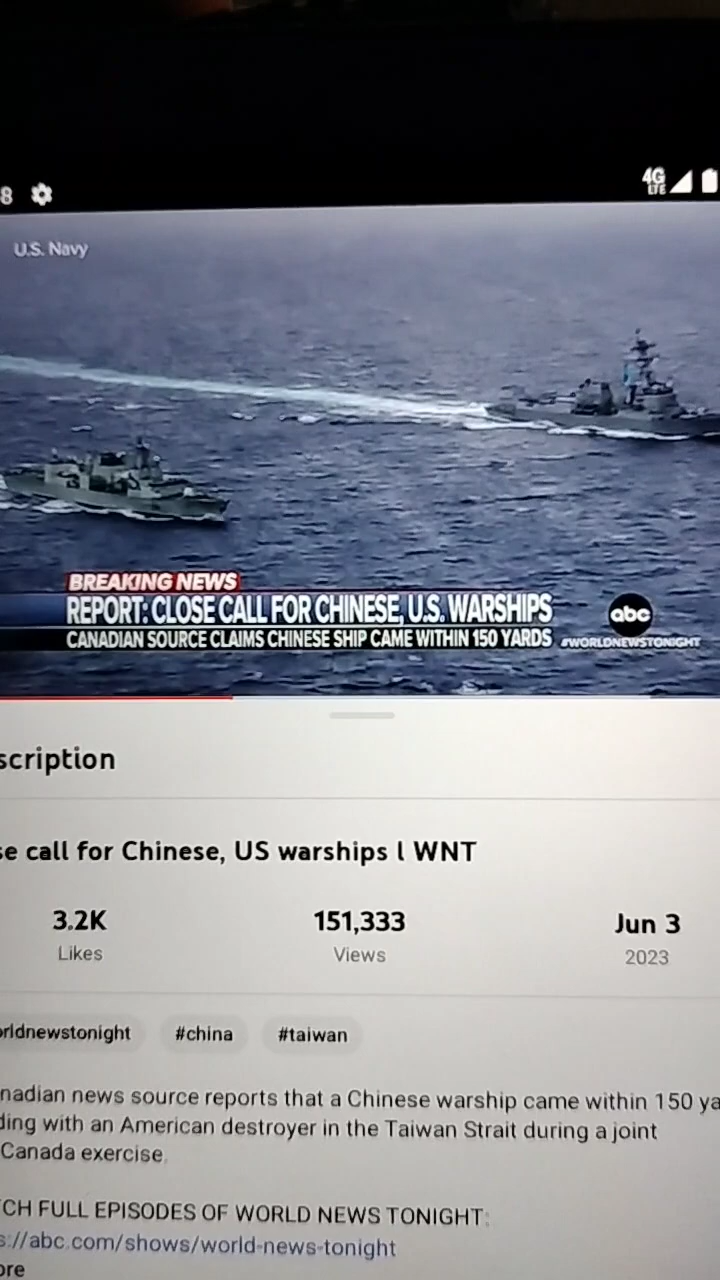 8
4G
LTE
U.S. Navy
BREAKING NEWS
REPORT: CLOSE CALL FOR CHINESE, U.S. WARSHIPS
CANADIAN SOURCE CLAIMS CHINESE SHIP CAME WITHIN 150 YARDS
abc
#WORLDNEWSTONIGHT
scription
se call for Chinese, US warships l WNT
3.2K
Likes
151,333
Views
Jun 3
2023
orldnewstonight
#china
#taiwan
nadian news source reports that a Chinese warship came within 150 ya
ding with an American destroyer in the Taiwan Strait during a joint
Canada exercise.
CH FULL EPISODES OF WORLD NEWS TONIGHT:
s://abc.com/shows/world-news-tonight
ore